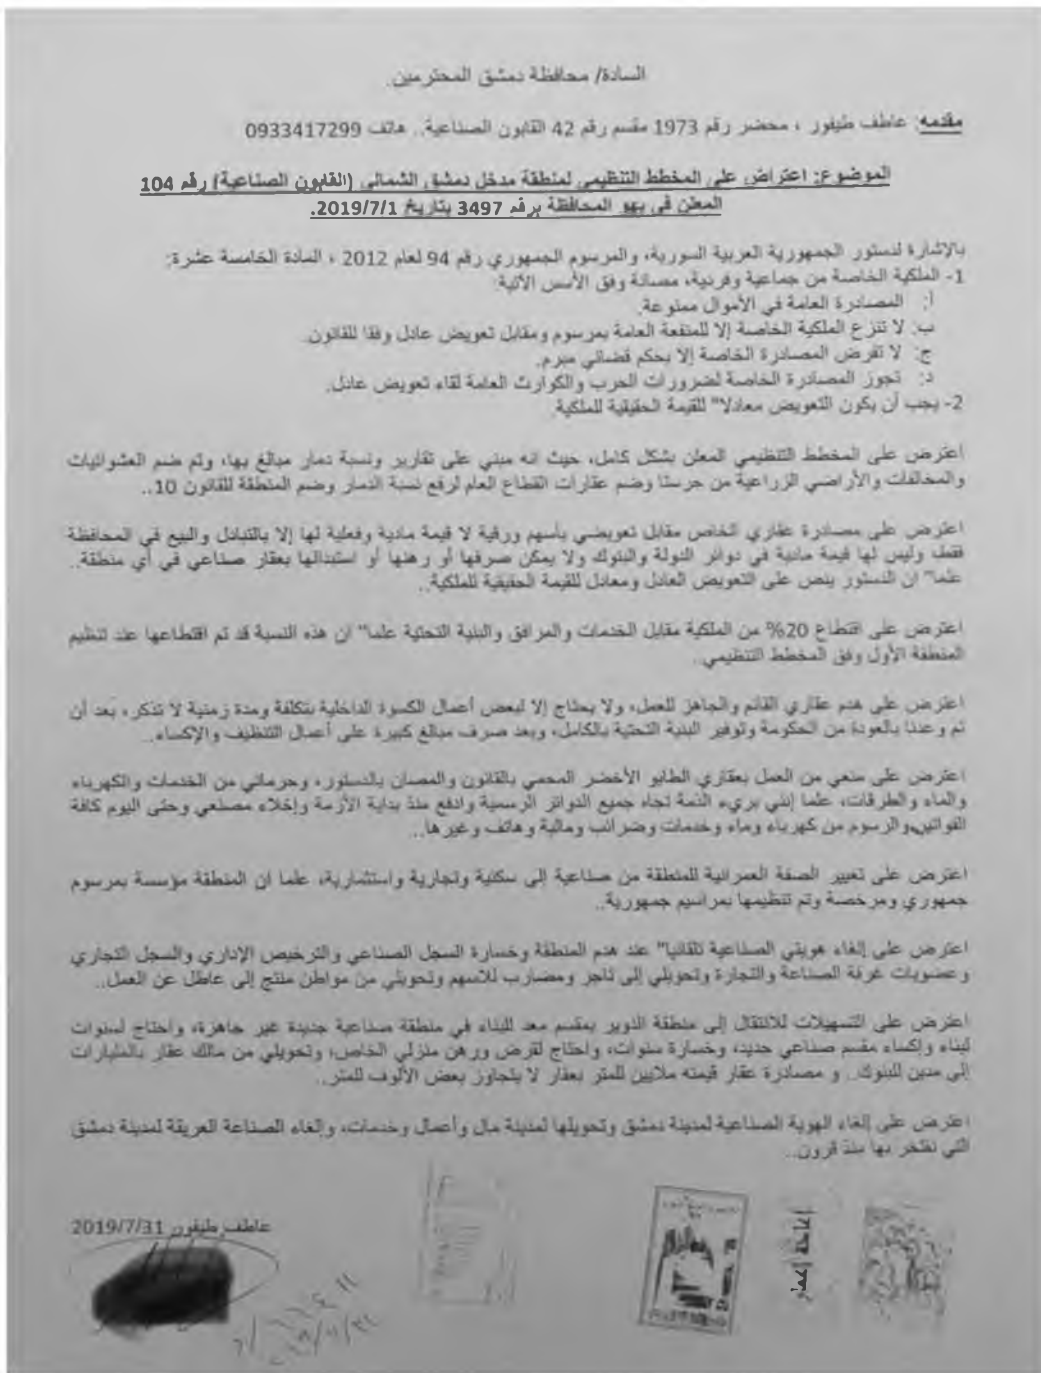 السادة/ محافظة دمشق المحترمين.
مقدمه: عاطف طيفور ، محضر رقم 1973 مقسم رقم 42 القابون الصناعية.. هاتف 0933417299
الموضوع: اعتراض على المخطط التنظيمي لمنطقة مدخل دمشق الشمالي (القابون الصناعية) رقم 104
المعلن في بهو المحافظة برقم 3497 بتاريخ 2019/7/1.
بالإشارة لدستور الجمهورية العربية السورية، والمرسوم الجمهوري رقم 94 لعام 2012 ، المادة الخامسة عشرة:
1- الملكية الخاصة من جماعية وفردية، مصانة وفق الأسس الآتية:
أ: المصادرة العامة في الأموال ممنوعة.
ب: لا تنزع الملكية الخاصة إلا للمنفعة العامة بمرسوم ومقابل تعويض عادل وفقا للقانون.
ج: لا تفرض المصادرة الخاصة إلا بحكم قضائي مبرم.
د: تجوز المصادرة الخاصة لضرورات الحرب والكوارث العامة لقاء تعويض عادل.
2- يجب أن يكون التعويض معادلا" للقيمة الحقيقية للملكية.
اعترض على المخطط التنظيمي المعلن بشكل كامل، حيث انه مبني على تقارير ونسبة دمار مبالغ بها، وتم ضم العشوائيات
والمخالفات والأراضي الزراعية من حرستا وضم عقارات القطاع العام لرفع نسبة الدمار وضم المنطقة للقانون 10..
اعترض على مصادرة عقاري الخاص مقابل تعويضي بأسهم ورقية لا قيمة مادية وفعلية لها إلا بالتبادل والبيع في المحافظة
فقط، وليس لها قيمة مادية في دوائر الدولة والبنوك ولا يمكن صرفها أو رهنها أو استبدالها بعقار صناعي في أي منطقة..
علما" ان الدستور ينص على التعويض العادل ومعادل للقيمة الحقيقية للملكية..
اعترض على اقتطاع 20% من الملكية مقابل الخدمات والمرافق والبنية التحتية علما" ان هذه النسبة قد تم اقتطاعها عند تنظيم
المنطقة الأول وفق المخطط التنظيمي..
اعترض على هدم عقاري القائم والجاهز للعمل، ولا يحتاج إلا لبعض أعمال الكسوة الداخلية بتكلفة ومدة زمنية لا تذكر، بعد أن
تم وعدنا بالعودة من الحكومة وتوفير البنية التحتية بالكامل، وبعد صرف مبالغ كبيرة على أعمال التنظيف والإكساء..
اعترض على منعي من العمل بعقاري الطابو الأخضر المحمي بالقانون والمصان بالدستور، وحرماني من الخدمات والكهرباء
والماء والطرقات، علما إنني بريء الذمة تجاه جميع الدوائر الرسمية وادفع منذ بداية الأزمة وإخلاء مصنعي وحتى اليوم كافة
القوانين والرسوم من كهرباء وماء وخدمات وضرائب ومالية وهاتف وغيرها..
اعترض على تغيير الصفة العمرانية للمنطقة من صناعية إلى سكنية وتجارية واستثمارية، علما ان المنطقة مؤسسة بمرسوم
جمهوري ومرخصة وتم تنظيمها بمراسيم جمهورية..
اعترض على إلغاء هويتي الصناعية تلقائيا" عند هدم المنطقة وخسارة السجل الصناعي والترخيص الإداري والسجل التجاري
وعضويات غرفة الصناعة والتجارة وتحويلي إلى تاجر ومضارب للاسهم وتحويلي من مواطن منتج إلى عاطل عن العمل..
اعترض على التسهيلات للانتقال إلى منطقة الدوير بمقسم معد للبناء في منطقة صناعية جديدة غير جاهزة، واحتاج لسنوات
لبناء وإكساء مقسم صناعي جديد، وخسارة سنوات، واحتاج لقرض ورهن منزلي الخاص، وتحويلي من مالك عقار بالمليارات
إلى مدين للبنوك.. و مصادرة عقار قيمته ملايين للمتر بعقار لا يتجاوز بعض الألوف للمتر..
اعترض على إلغاء الهوية الصناعية لمدينة دمشق وتحويلها لمدينة مال وأعمال وخدمات، وإلغاء الصناعة العريقة لمدينة دمشق
التي نفتخر بها منذ قرون..
عاطف طيفور 2019/7/31